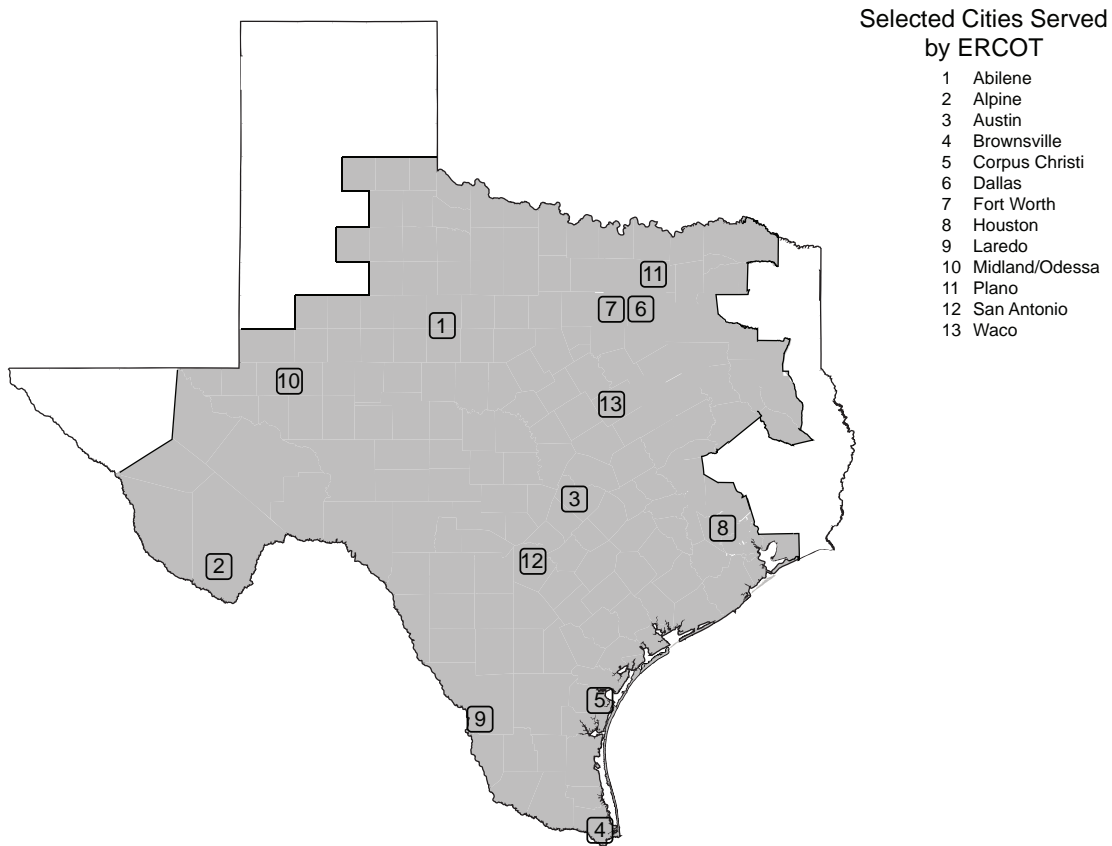 Selected Cities Served
by ERCOT
1 Abilene
2 Alpine
3 Austin
4 Brownsville
5 Corpus Christi
6 Dallas
7 Fort Worth
8 Houston
9 Laredo
10 Midland/Odessa
11 Plano
12 San Antonio
13 Waco
11
7 6
1
10
13
3
8
12
2
5
9
4